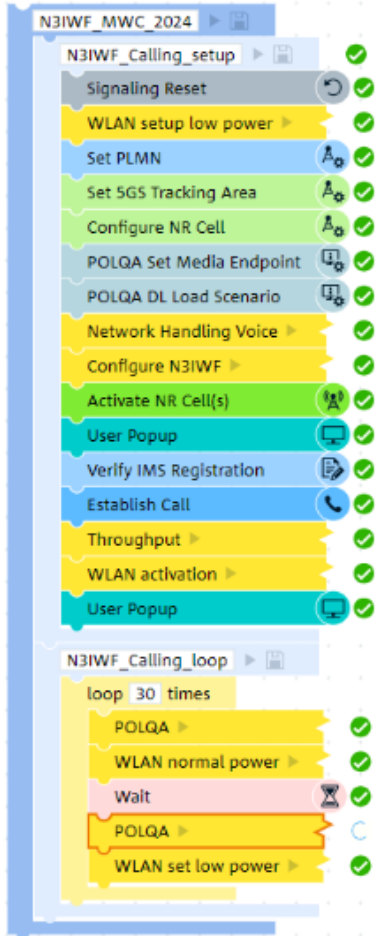 N3IWF_MWC_2024
N3IWF_Calling_setup
Signaling Reset
WLAN setup low power
Set PLMN
Set 5GS Tracking Area
Configure NR Cell
POLQA Set Media Endpoint
POLQA DL Load Scenario
Network Handling Voice
Configure N3IWF
Activate NR Cell(s)
User Popup
Verify IMS Registration
Establish Call
Throughput
WLAN activation
User Popup
N3IWF_Calling_loop
loop 30 times
POLQA
WLAN normal power
Wait
POLQA
WLAN set low power